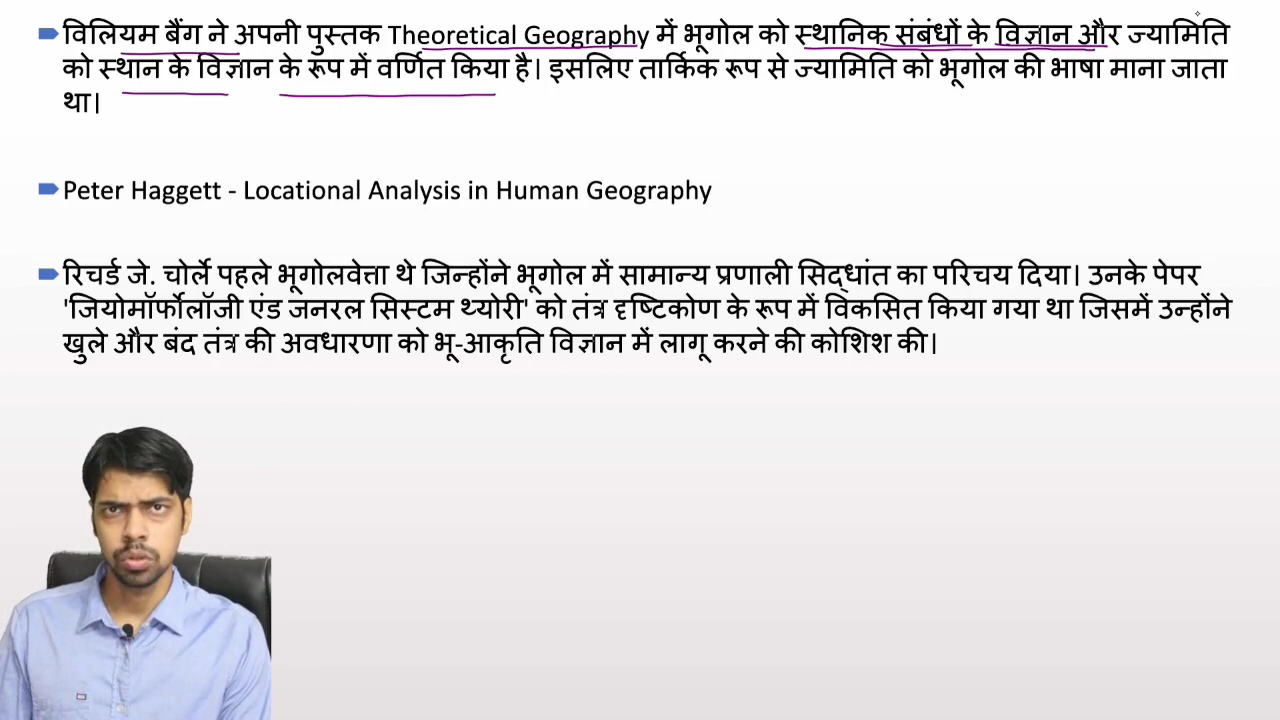 विलियम बैंग ने अपनी पुस्तक Theoretical Geography में भूगोल को स्थानिक संबंधों के विज्ञान और ज्यामिति
को स्थान के विज्ञान के रूप में वर्णित किया है। इसलिए तार्किक रूप से ज्यामिति को भूगोल की भाषा माना जाता
था।
Peter Haggett - Locational Analysis in Human Geography
रिचर्ड जे. चोर्ले पहले भूगोलवेत्ता थे जिन्होंने भूगोल में सामान्य प्रणाली सिद्धांत का परिचय दिया। उनके पेपर
'जियोमॉर्फोलॉजी एंड जनरल सिस्टम थ्योरी' को तंत्र दृष्टिकोण के रूप में विकसित किया गया था जिसमें उन्होंने
खुले और बंद तंत्र की अवधारणा को भू-आकृति विज्ञान में लागू करने की कोशिश की।